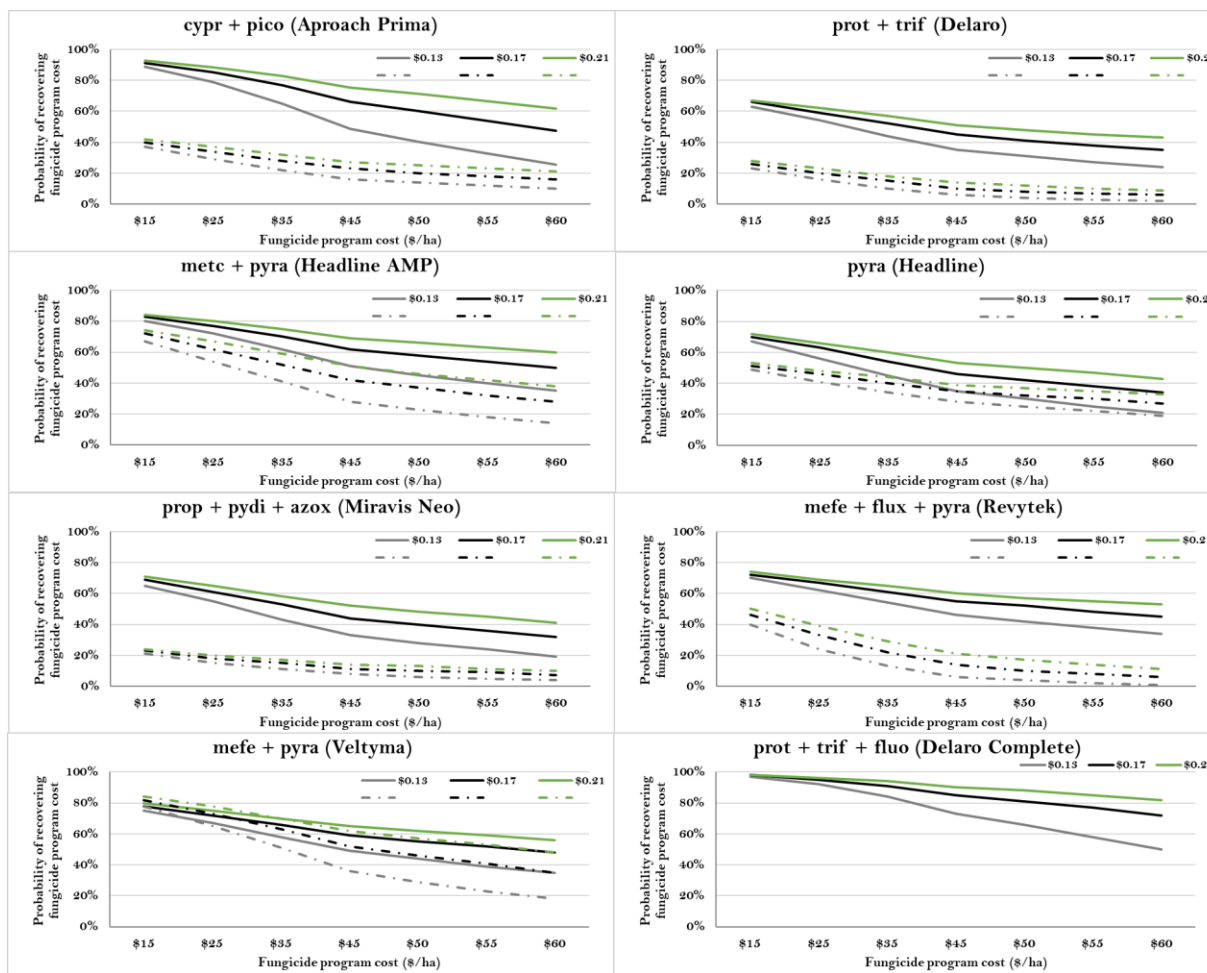 cypr + pico (Aproach Prima)
Probability of recovering
fungicide program cost
100%
80%
60%
40%
20%
0%
$0.13 $0.17 $0.21
$15 $25 $35 $45 $50 $55 $60
Fungicide program cost ($/ha)
prot + trif (Delaro)
Probability of recovering
fungicide program cost
100%
80%
60%
40%
20%
0%
$0.13 $0.17 $0.2
$15 $25 $35 $45 $50 $55 $60
Fungicide program cost ($/ha)
metc + pyra (Headline AMP)
Probability of recovering
fungicide program cost
100%
80%
60%
40%
20%
0%
$0.13 $0.17 $0.21
$15 $25 $35 $45 $50 $55 $60
Fungicide program cost ($/ha)
pyra (Headline)
Probability of recovering
fungicide program cost
100%
80%
60%
40%
20%
0%
$0.13 $0.17 $0.2
$15 $25 $35 $45 $50 $55 $60
Fungicide program cost ($/ha)
prop + pydi + azox (Miravis Neo)
Probability of recovering
fungicide program cost
100%
80%
60%
40%
20%
0%
$0.13 $0.17 $0.21
$15 $25 $35 $45 $50 $55 $60
Fungicide program cost ($/ha)
mefe + flux + pyra (Revytek)
Probability of recovering
fungicide program cost
100%
80%
60%
40%
20%
0%
$0.13 $0.17 $0.2
$15 $25 $35 $45 $50 $55 $60
Fungicide program cost ($/ha)
mefe + pyra (Veltyma)
Probability of recovering
fungicide program cost
100%
80%
60%
40%
20%
0%
$0.13 $0.17 $0.21
$15 $25 $35 $45 $50 $55 $60
Fungicide program cost ($/ha)
prot + trif + fluo (Delaro Complete)
Probability of recovering
fungicide program cost
100%
80%
60%
40%
20%
0%
$0.13 $0.17 $0.2
$15 $25 $35 $45 $50 $55 $60
Fungicide program cost ($/ha)